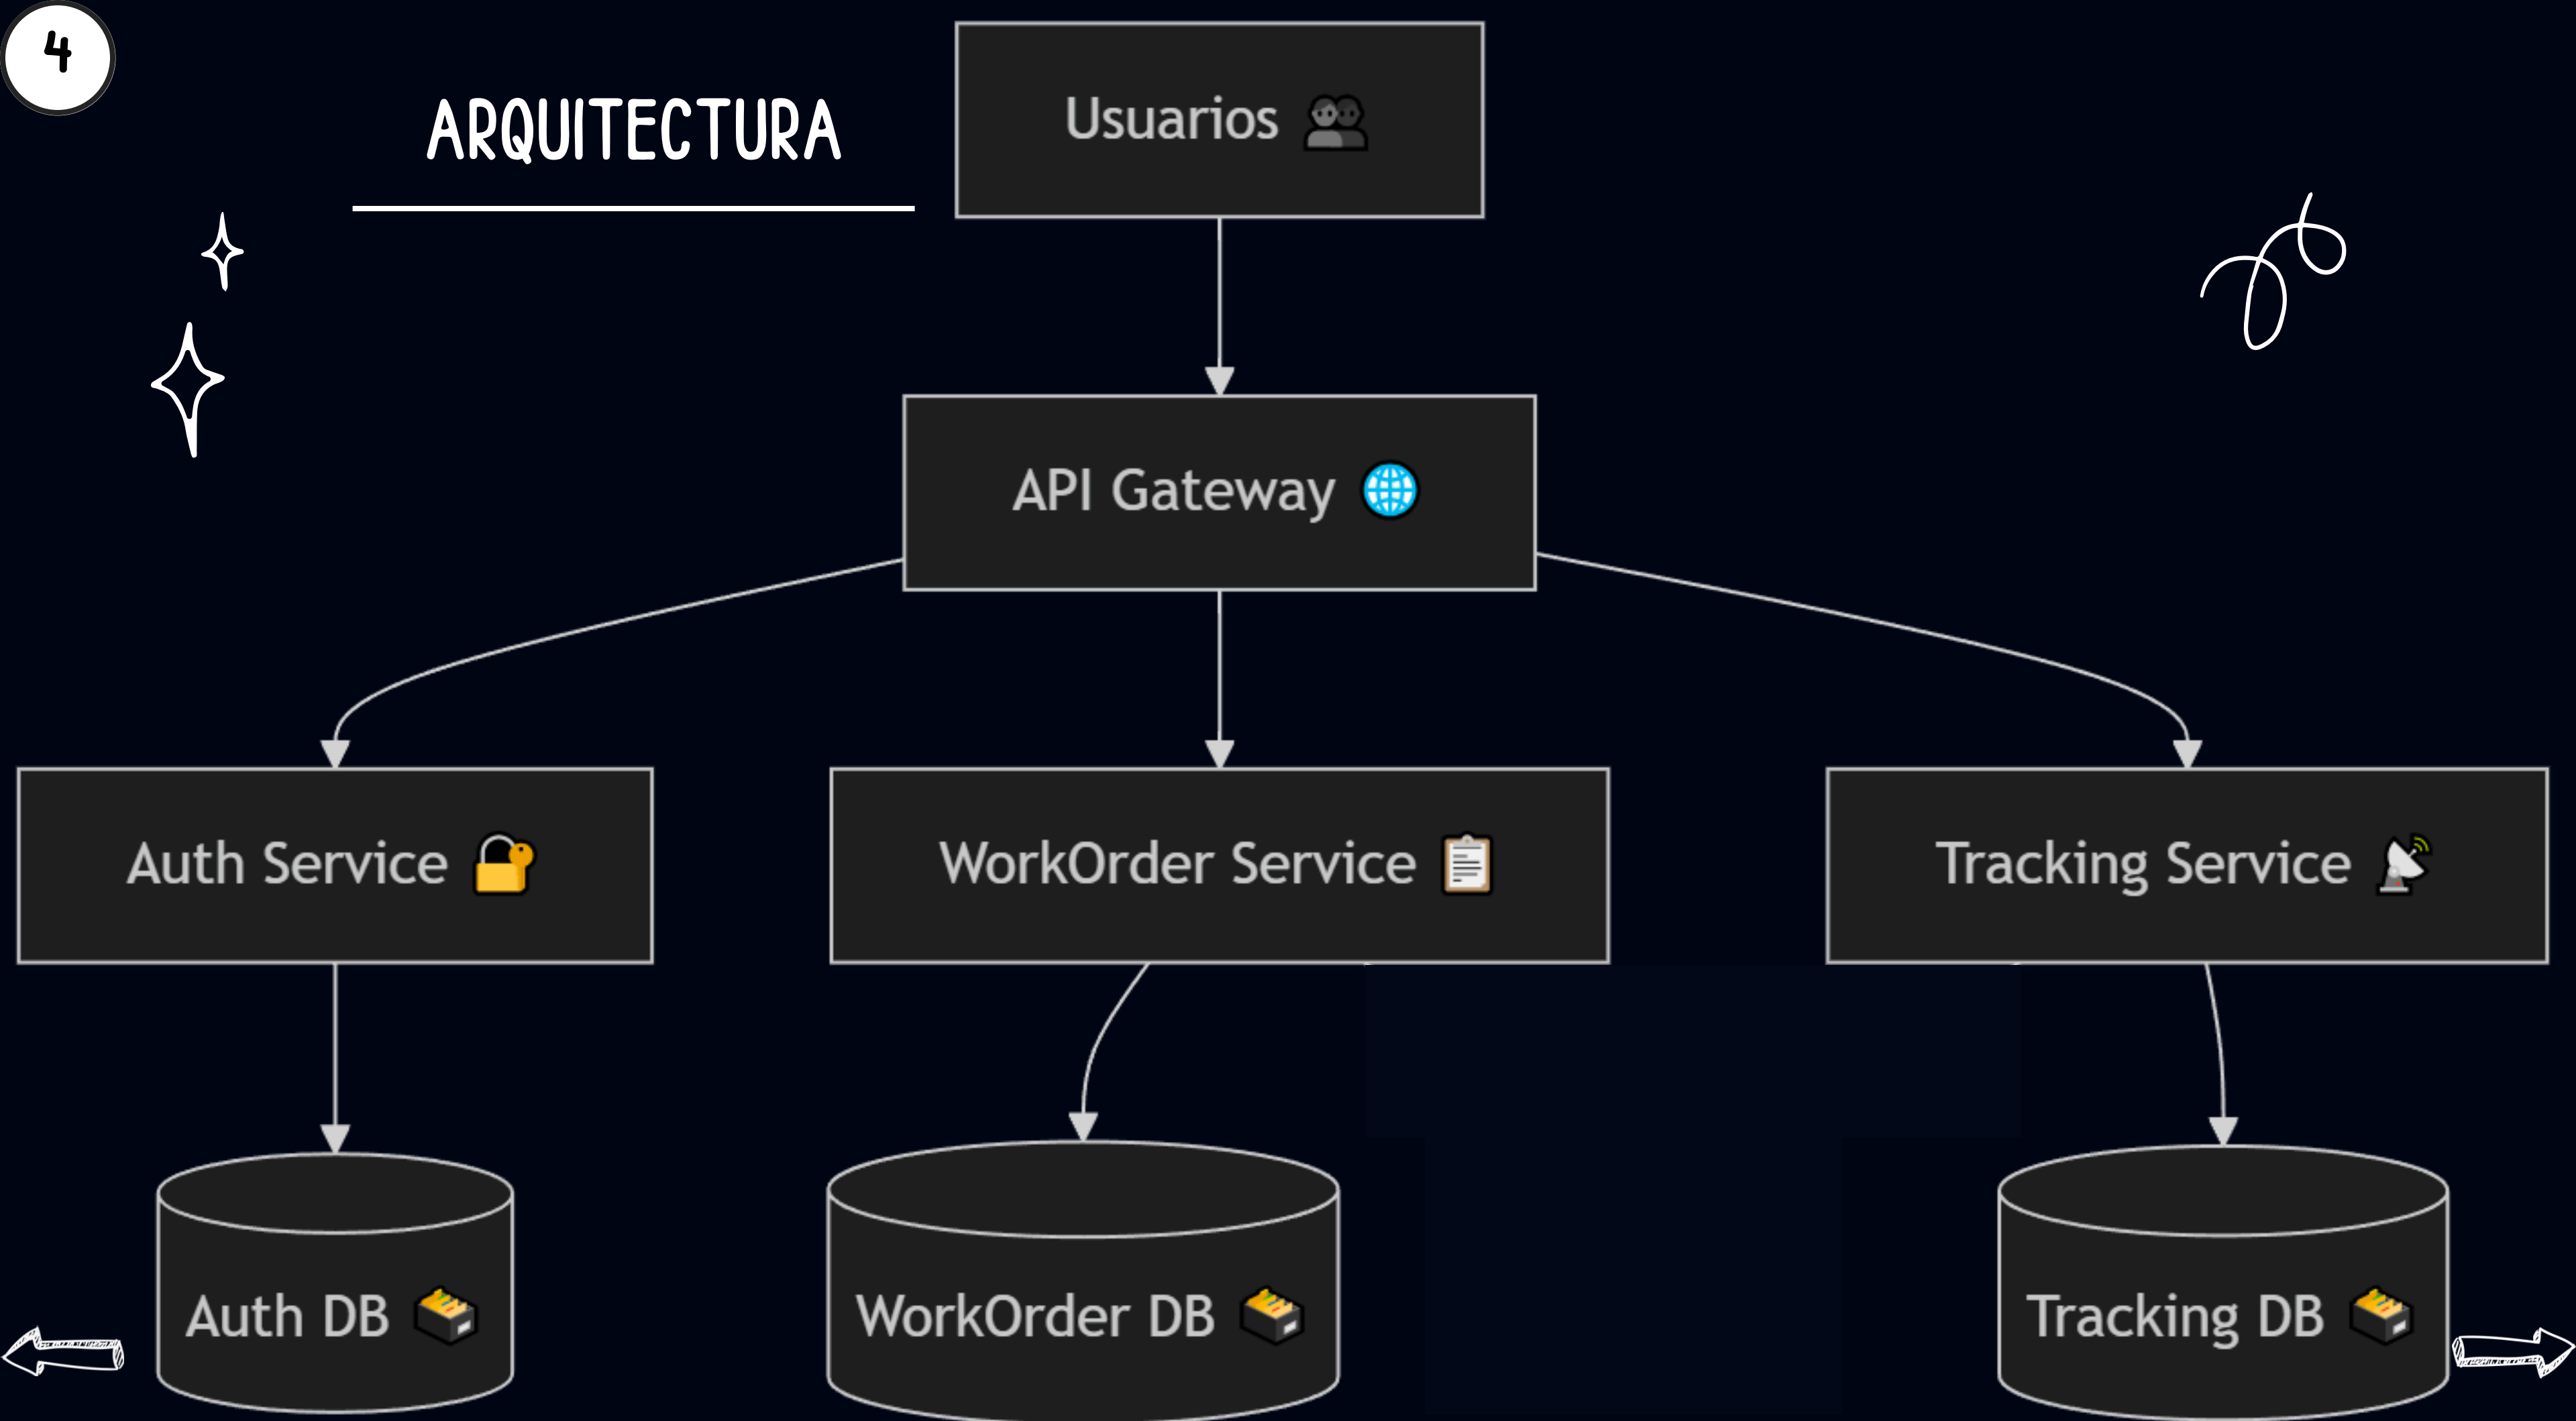 4
ARQUITECTURA
Usuarios
API Gateway
Auth Service
WorkOrder Service
Tracking Service
Auth DB
WorkOrder DB
Tracking DB